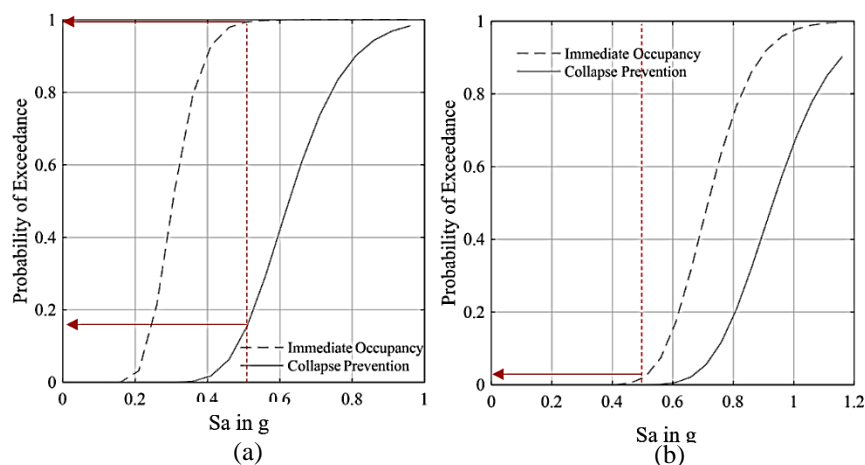 1
0.8
0.6
0.4
0.2
0
Probability of Exceedance
Immediate Occupancy
Collapse Prevention
0 0.2 0.4 0.6 0.8 1
Sa in g
(a)
1
0.8
0.6
0.4
0.2
0
Probability of Exceedance
Immediate Occupancy
Collapse Prevention
0 0.2 0.4 0.6 0.8 1 1.2
Sa in g
(b)